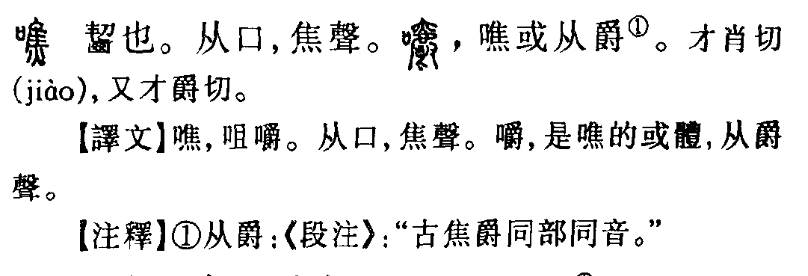 噍 齧也。从口,焦聲。嚼,噍或从爵①。才肖切
(jiào),又才爵切。
【譯文】噍,咀嚼。从口,焦聲。嚼,是噍的或體,从爵
聲。
【注釋】①从爵:《段注》:“古焦爵同部同音。”